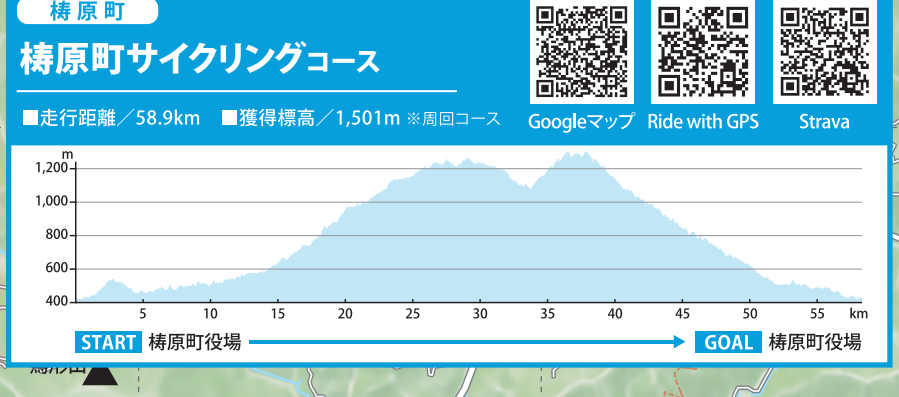 梼原町
梼原町サイクリングコース
■走行距離／58.9km ■獲得標高／1,501m ※周回コース
Googleマップ Ride with GPS Strava
m
1,200
1,000
800
600
400
5 10 15 20 25 30 35 40 45 50 55 km
START 梼原町役場 GOAL 梼原町役場